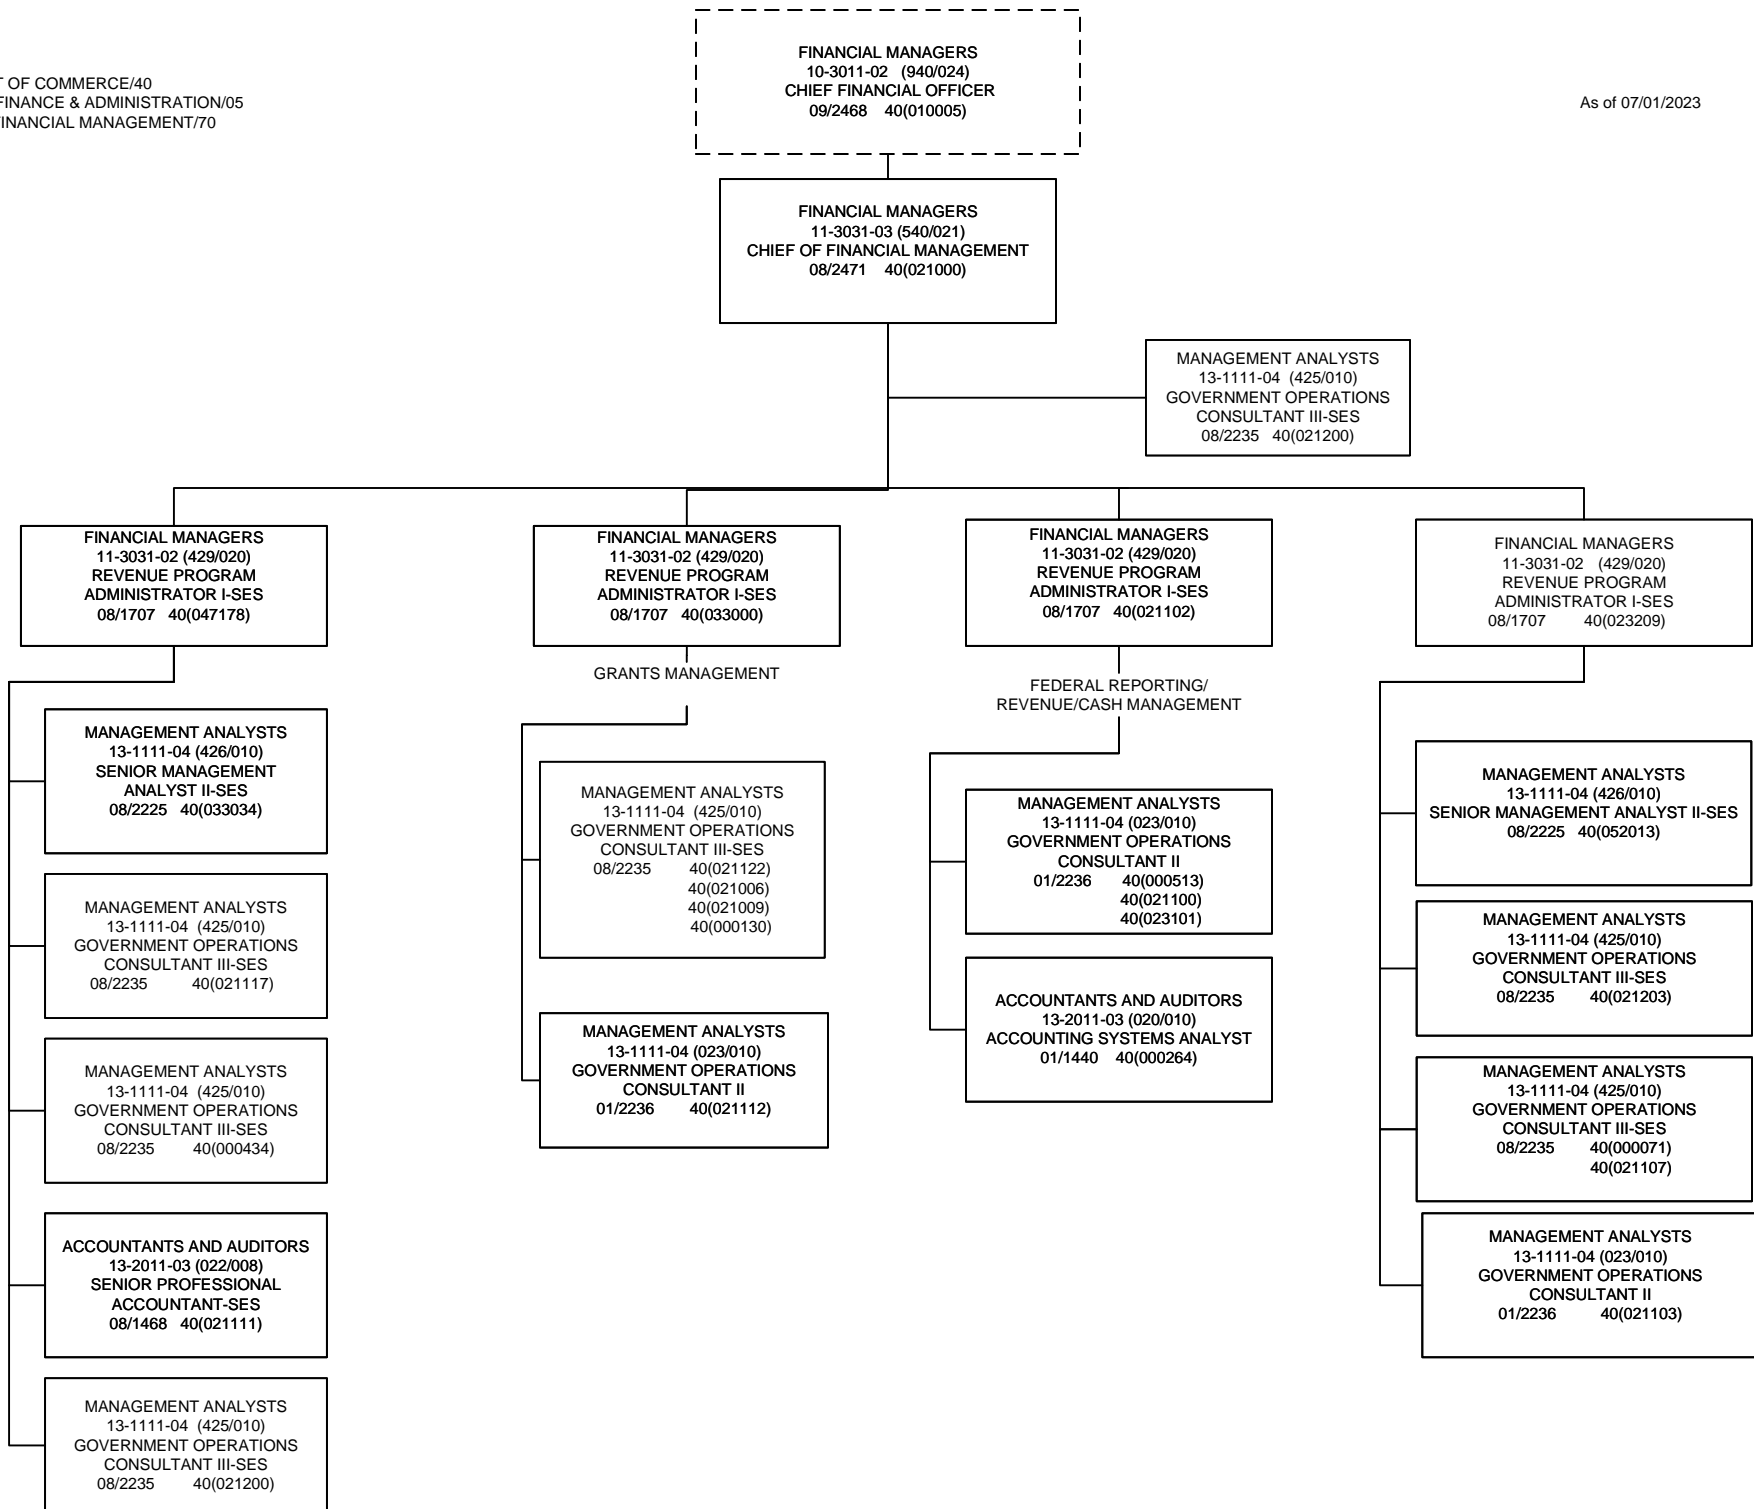 T OF COMMERCE/40
FINANCE & ADMINISTRATION/05
FINANCIAL MANAGEMENT/70
As of 07/01/2023
FINANCIAL MANAGERS
10-3011-02 (940/024)
CHIEF FINANCIAL OFFICER
09/2468 40(010005)
FINANCIAL MANAGERS
11-3031-03 (540/021)
CHIEF OF FINANCIAL MANAGEMENT
08/2471 40(021000)
MANAGEMENT ANALYSTS
13-1111-04 (425/010)
GOVERNMENT OPERATIONS
CONSULTANT III-SES
08/2235 40(021200)
FINANCIAL MANAGERS
11-3031-02 (429/020)
REVENUE PROGRAM
ADMINISTRATOR I-SES
08/1707 40(047178)
MANAGEMENT ANALYSTS
13-1111-04 (426/010)
SENIOR MANAGEMENT
ANALYST II-SES
08/2225 40(033034)
MANAGEMENT ANALYSTS
13-1111-04 (425/010)
GOVERNMENT OPERATIONS
CONSULTANT III-SES
08/2235 40(021117)
MANAGEMENT ANALYSTS
13-1111-04 (425/010)
GOVERNMENT OPERATIONS
CONSULTANT III-SES
08/2235 40(000434)
ACCOUNTANTS AND AUDITORS
13-2011-03 (022/008)
SENIOR PROFESSIONAL
ACCOUNTANT-SES
08/1468 40(021111)
MANAGEMENT ANALYSTS
13-1111-04 (425/010)
GOVERNMENT OPERATIONS
CONSULTANT III-SES
08/2235 40(021200)
FINANCIAL MANAGERS
11-3031-02 (429/020)
REVENUE PROGRAM
ADMINISTRATOR I-SES
08/1707 40(033000)
GRANTS MANAGEMENT
MANAGEMENT ANALYSTS
13-1111-04 (425/010)
GOVERNMENT OPERATIONS
CONSULTANT III-SES
08/2235 40(021122)
40(021006)
40(021009)
40(000130)
MANAGEMENT ANALYSTS
13-1111-04 (023/010)
GOVERNMENT OPERATIONS
CONSULTANT II
01/2236 40(021112)
FINANCIAL MANAGERS
11-3031-02 (429/020)
REVENUE PROGRAM
ADMINISTRATOR I-SES
08/1707 40(021102)
FEDERAL REPORTING/
REVENUE/CASH MANAGEMENT
MANAGEMENT ANALYSTS
13-1111-04 (023/010)
GOVERNMENT OPERATIONS
CONSULTANT II
01/2236 40(000513)
40(021100)
40(023101)
ACCOUNTANTS AND AUDITORS
13-2011-03 (020/010)
ACCOUNTING SYSTEMS ANALYST
01/1440 40(000264)
FINANCIAL MANAGERS
11-3031-02 (429/020)
REVENUE PROGRAM
ADMINISTRATOR I-SES
08/1707 40(023209)
MANAGEMENT ANALYSTS
13-1111-04 (426/010)
SENIOR MANAGEMENT ANALYST II-SES
08/2225 40(052013)
MANAGEMENT ANALYSTS
13-1111-04 (425/010)
GOVERNMENT OPERATIONS
CONSULTANT III-SES
08/2235 40(021203)
MANAGEMENT ANALYSTS
13-1111-04 (425/010)
GOVERNMENT OPERATIONS
CONSULTANT III-SES
08/2235 40(000071)
40(021107)
MANAGEMENT ANALYSTS
13-1111-04 (023/010)
GOVERNMENT OPERATIONS
CONSULTANT II
01/2236 40(021103)